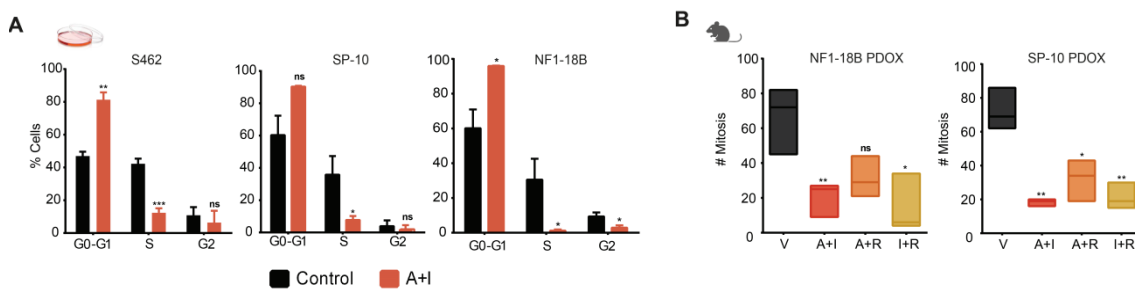 A
S462
% Cells
100
80
60
40
20
0
**
***
ns
G0-G1 S G2
SP-10
100
80
60
40
20
0
ns
*
ns
G0-G1 S G2
NF1-18B
100
80
60
40
20
0
*
*
*
G0-G1 S G2
Control A+I
B
NF1-18B PDOX
# Mitosis
100
80
60
40
20
0
**
ns
*
V A+I A+R I+R
SP-10 PDOX
# Mitosis
100
80
60
40
20
0
**
*
**
V A+I A+R I+R